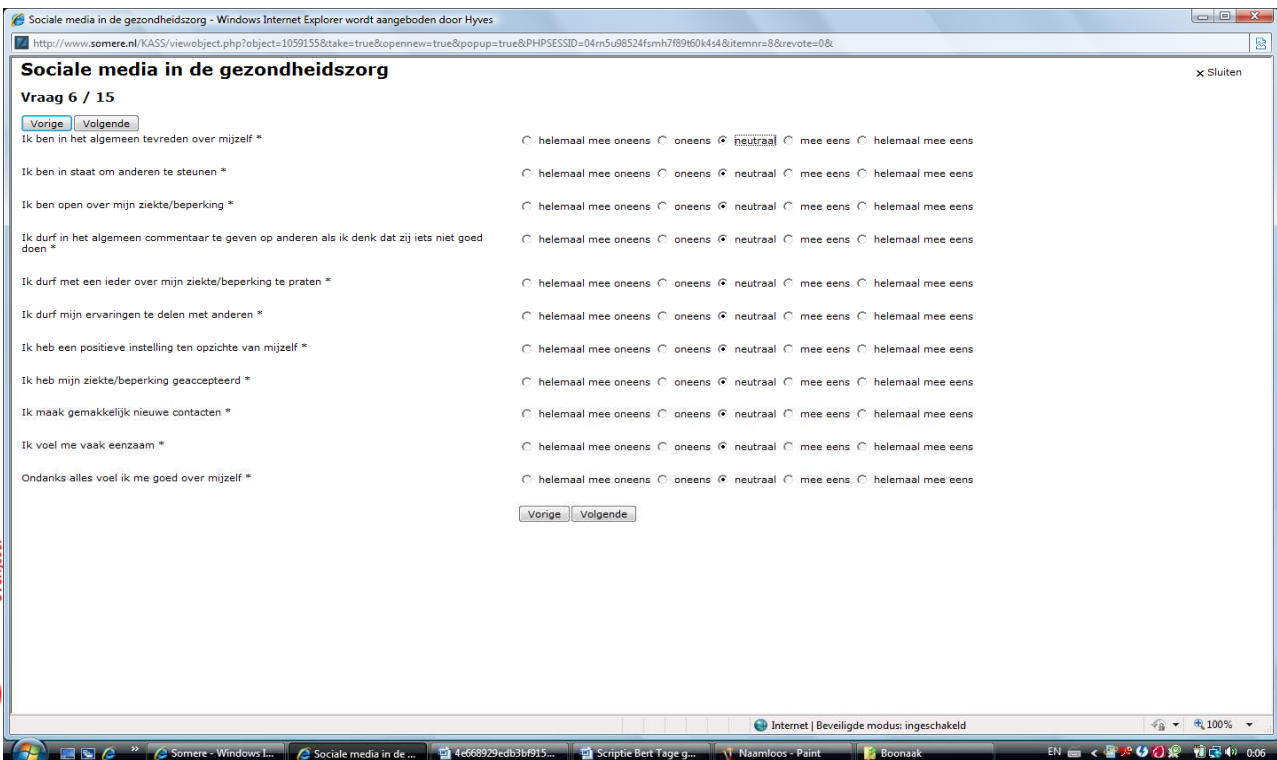 Sociale media in de gezondheidszorg - Windows Internet Explorer wordt aangeboden door Hyves
http://www.somere.nl/KASS/viewobject.php?object=1059155&take=true&opennew=true&popup=true&PHPSESSID=04rn5u98524fsmh7f89t60k4s4&itemnr=8&revote=0&
Sociale media in de gezondheidszorg
x Sluiten
Vraag 6 / 15
Vorige Volgende
Ik ben in het algemeen tevreden over mijzelf * helemaal mee oneens oneens neutraal mee eens helemaal mee eens
Ik ben in staat om anderen te steunen * helemaal mee oneens oneens neutraal mee eens helemaal mee eens
Ik ben open over mijn ziekte/beperking * helemaal mee oneens oneens neutraal mee eens helemaal mee eens
Ik durf in het algemeen commentaar te geven op anderen als ik denk dat zij iets niet goed
doen * helemaal mee oneens oneens neutraal mee eens helemaal mee eens
Ik durf met een ieder over mijn ziekte/beperking te praten * helemaal mee oneens oneens neutraal mee eens helemaal mee eens
Ik durf mijn ervaringen te delen met anderen * helemaal mee oneens oneens neutraal mee eens helemaal mee eens
Ik heb een positieve instelling ten opzichte van mijzelf * helemaal mee oneens oneens neutraal mee eens helemaal mee eens
Ik heb mijn ziekte/beperking geaccepteerd * helemaal mee oneens oneens neutraal mee eens helemaal mee eens
Ik maak gemakkelijk nieuwe contacten * helemaal mee oneens oneens neutraal mee eens helemaal mee eens
Ik voel me vaak eenzaam * helemaal mee oneens oneens neutraal mee eens helemaal mee eens
Ondanks alles voel ik me goed over mijzelf * helemaal mee oneens oneens neutraal mee eens helemaal mee eens
Vorige Volgende
Internet | Beveiligde modus: ingeschakeld 100%
Somere - Windows I... Sociale media in de ... 4e668929edb3bf915... Scriptie Bert Tage g... Naamloos - Paint Boonaak EN 0:06